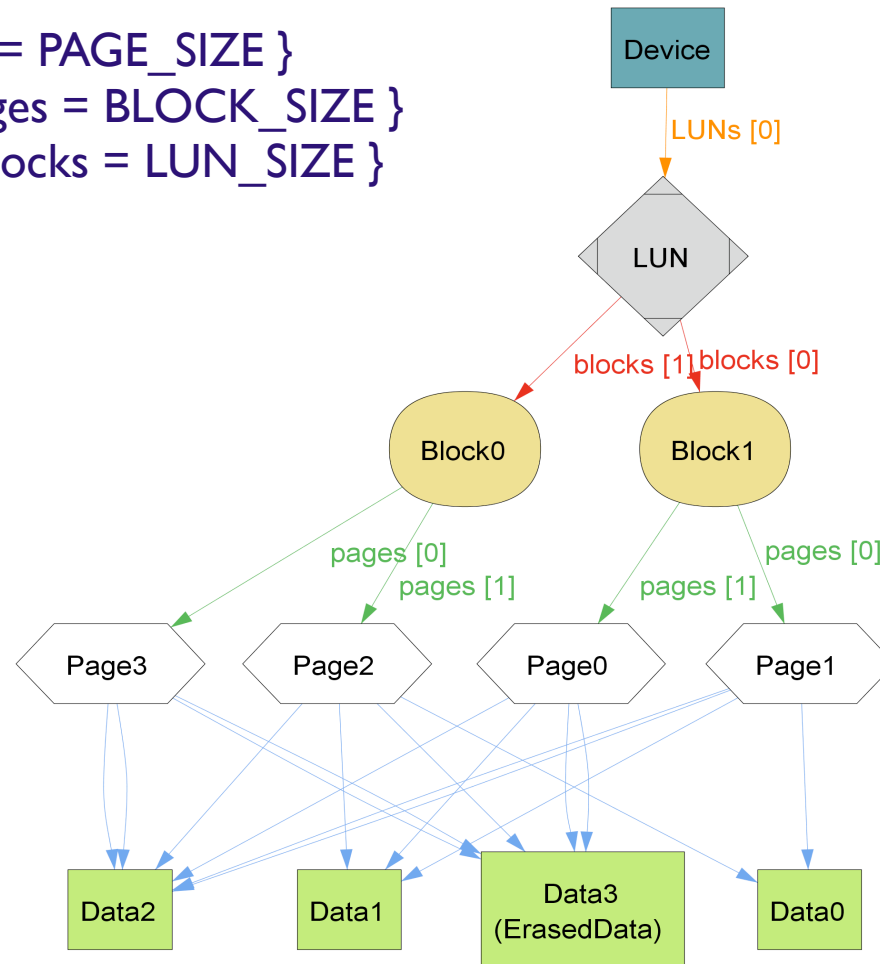 = PAGE_SIZE }
ges = BLOCK_SIZE }
ocks = LUN_SIZE }
Device
LUNs [0]
LUN
blocks [1]
blocks [0]
Block0
Block1
pages [0]
pages [1]
pages [1]
pages [0]
Page3
Page2
Page0
Page1
Data2
Data1
Data3
(ErasedData)
Data0